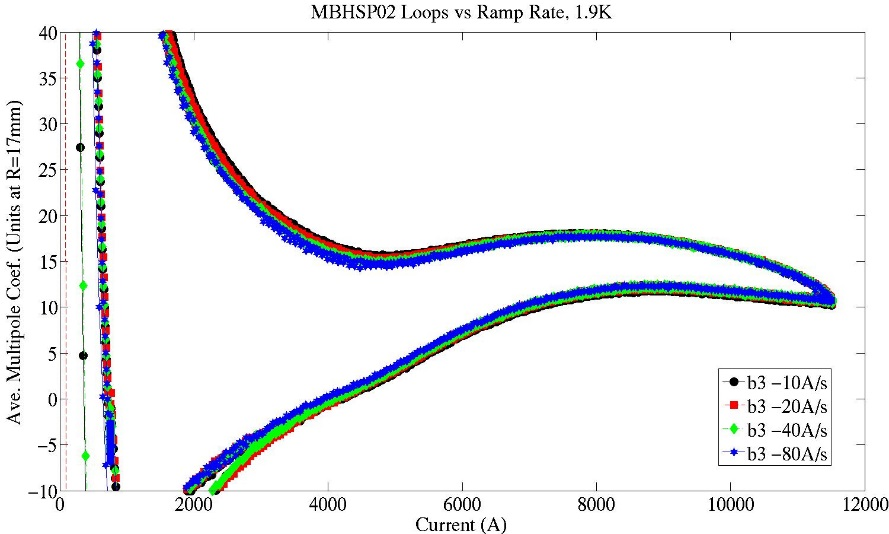 MBHSP02 Loops vs Ramp Rate, 1.9K
Ave. Multipole Coef. (Units at R=17mm)
40
35
30
25
20
15
10
5
0
−5
−10
b3 −10A/s
b3 −20A/s
b3 −40A/s
b3 −80A/s
0 2000 4000 6000 8000 10000 12000
Current (A)